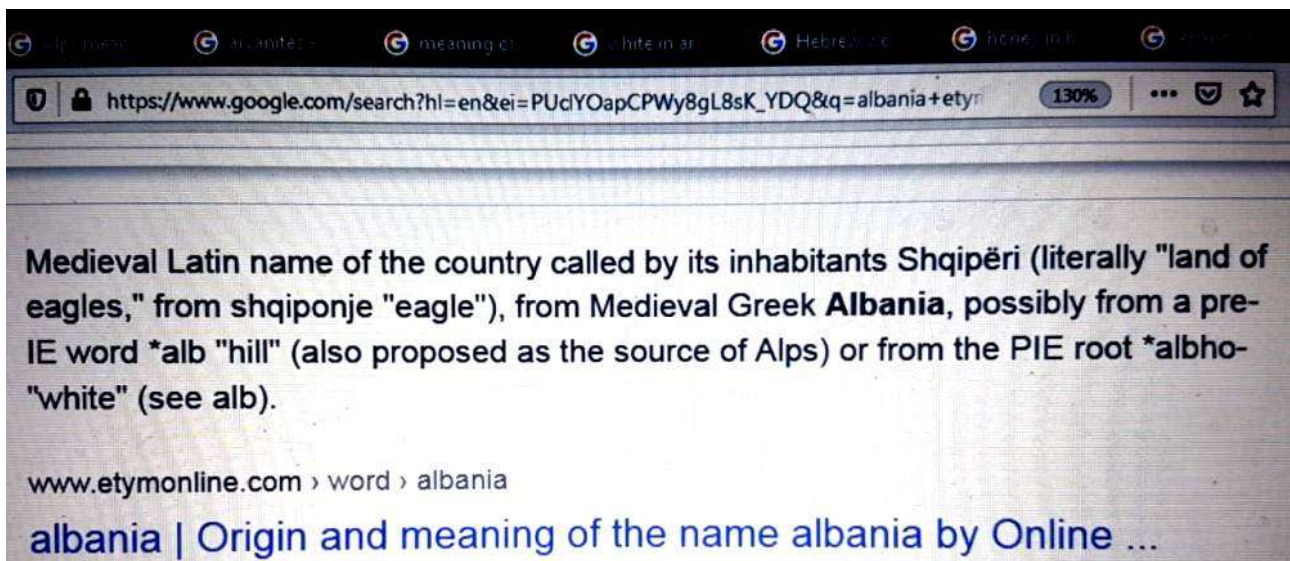 meaning
https://www.google.com/search?hl=en&ei=PUclYOapCPWy8gL8sK_YDQ&q=albania+ety
130%
Medieval Latin name of the country called by its inhabitants Shqipëri (literally "land of
eagles," from shqiponje "eagle"), from Medieval Greek Albania, possibly from a pre-
IE word *alb "hill" (also proposed as the source of Alps) or from the PIE root *albho-
"white" (see alb).
www.etymonline.com › word › albania
albania | Origin and meaning of the name albania by Online ...